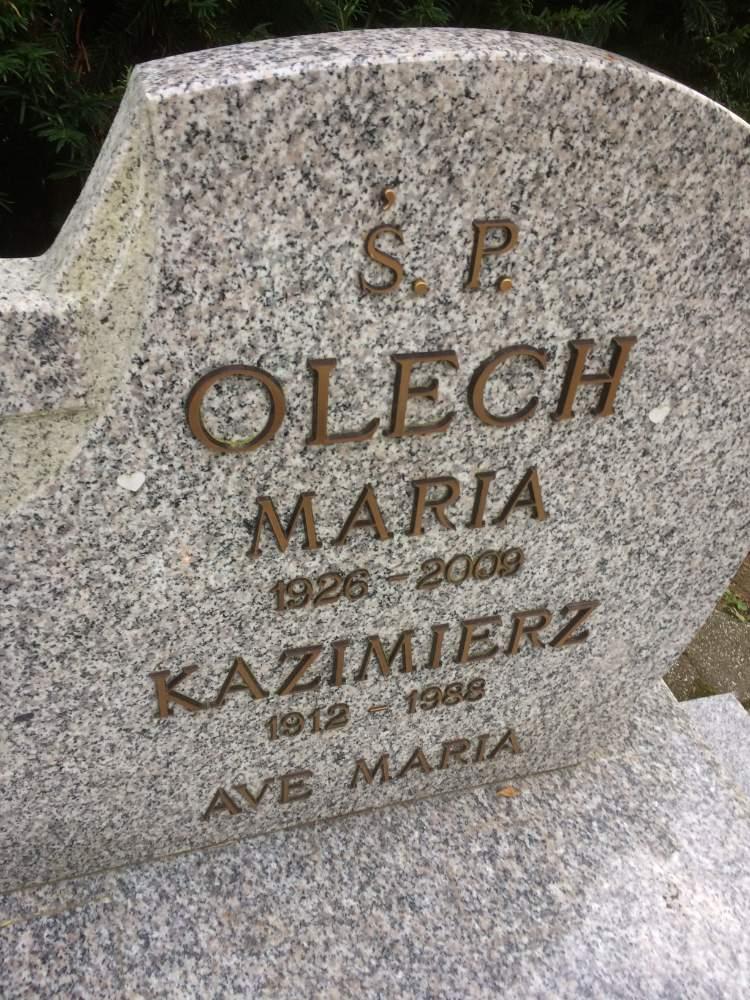 Ś. P.
OLECH
MARIA
1926 - 2009
KAZIMIERZ
1912 - 1988
AVE MARIA